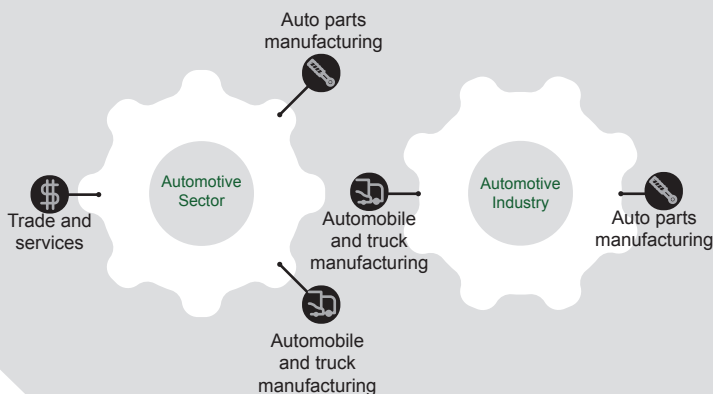 Auto parts
manufacturing
Automotive
Sector
Trade and
services
Automobile
and truck
manufacturing
Automotive
Industry
Automobile
and truck
manufacturing
Auto parts
manufacturing